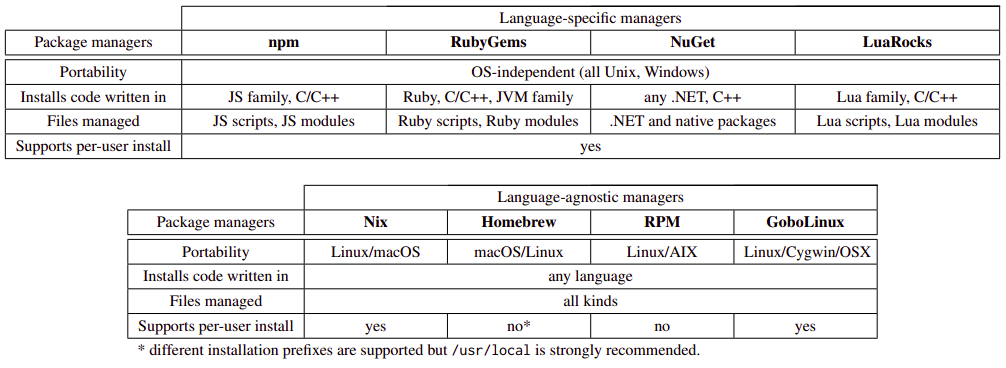 Language-specific managers
Package managers npm RubyGems NuGet LuaRocks
Portability OS-independent (all Unix, Windows)
Installs code written in JS family, C/C++ Ruby, C/C++, JVM family any .NET, C++ Lua family, C/C++
Files managed JS scripts, JS modules Ruby scripts, Ruby modules .NET and native packages Lua scripts, Lua modules
Supports per-user install yes
Language-agnostic managers
Package managers Nix Homebrew RPM GoboLinux
Portability Linux/macOS macOS/Linux Linux/AIX Linux/Cygwin/OSX
Installs code written in any language
Files managed all kinds
Supports per-user install yes no* no yes
* different installation prefixes are supported but /usr/local is strongly recommended.